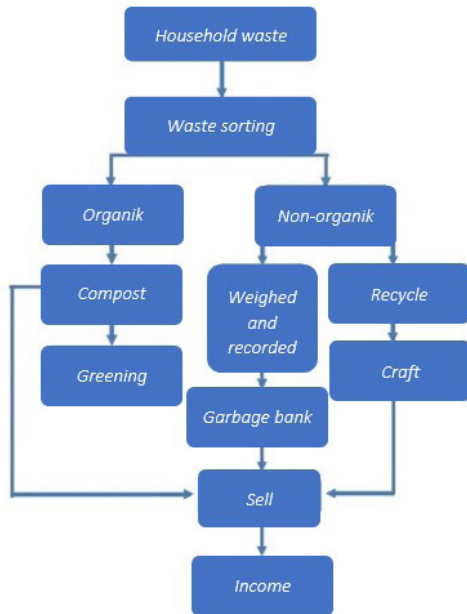 Household waste
Waste sorting
Organik
Non-organik
Compost
Weighed
and
recorded
Recycle
Greening
Craft
Garbage bank
Sell
Income